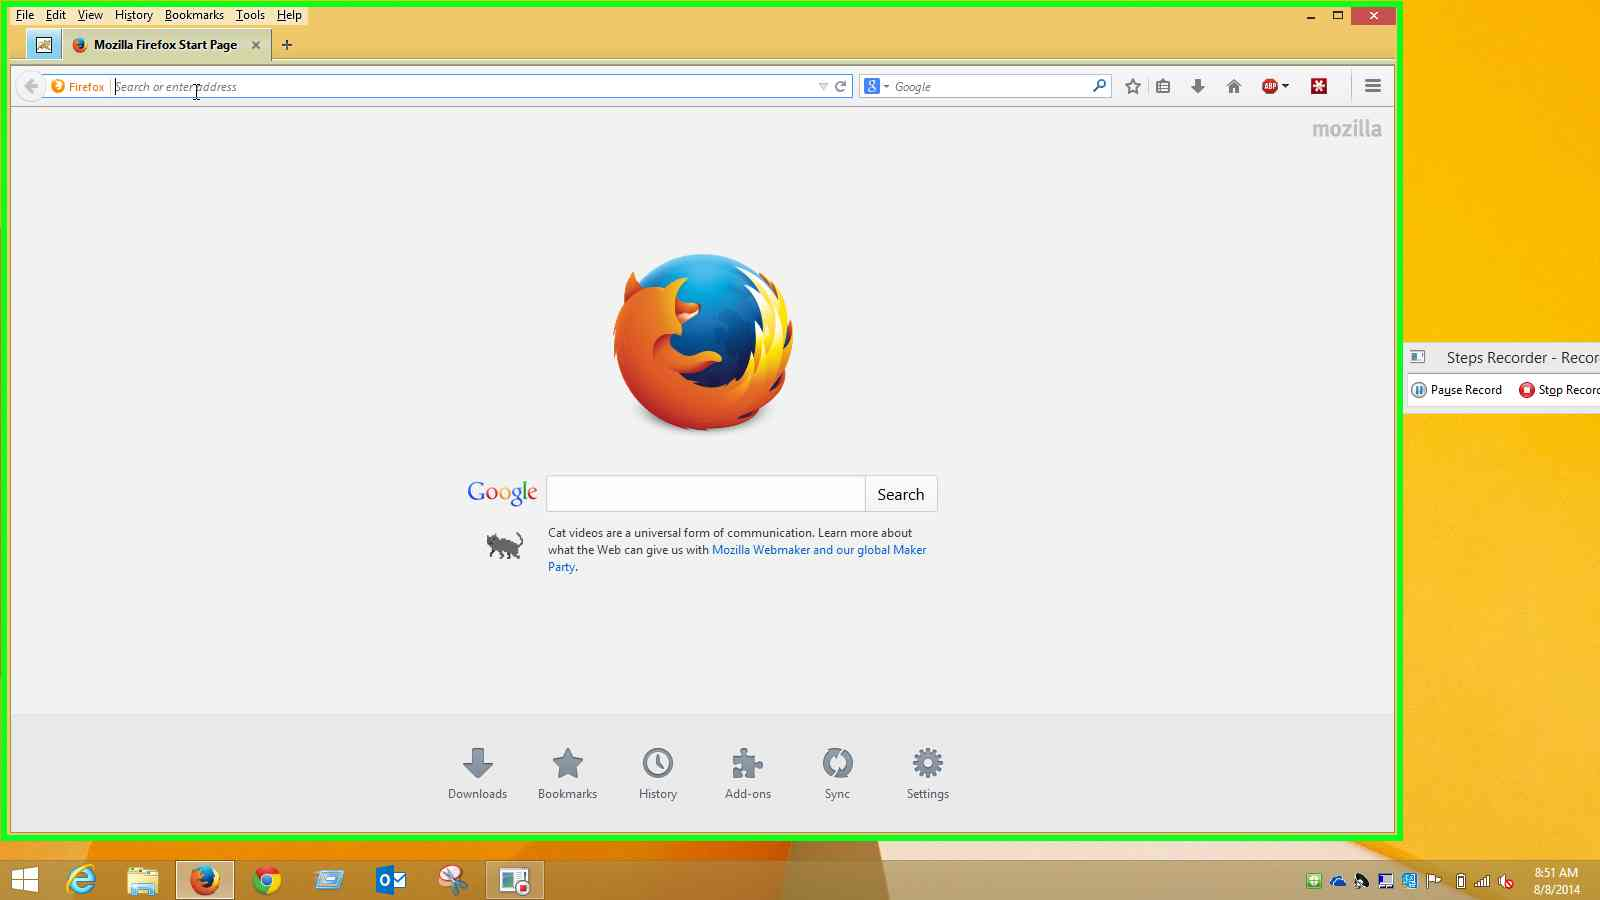 File Edit View History Bookmarks Tools Help
Mozilla Firefox Start Page
Firefox Search or enter address
8 Google
ABP
mozilla
Steps Recorder - Recor
Pause Record Stop Recor
Google
Search
Cat videos are a universal form of communication. Learn more about
what the Web can give us with Mozilla Webmaker and our global Maker
Party.
Downloads Bookmarks History Add-ons Sync Settings
8:51 AM
8/8/2014